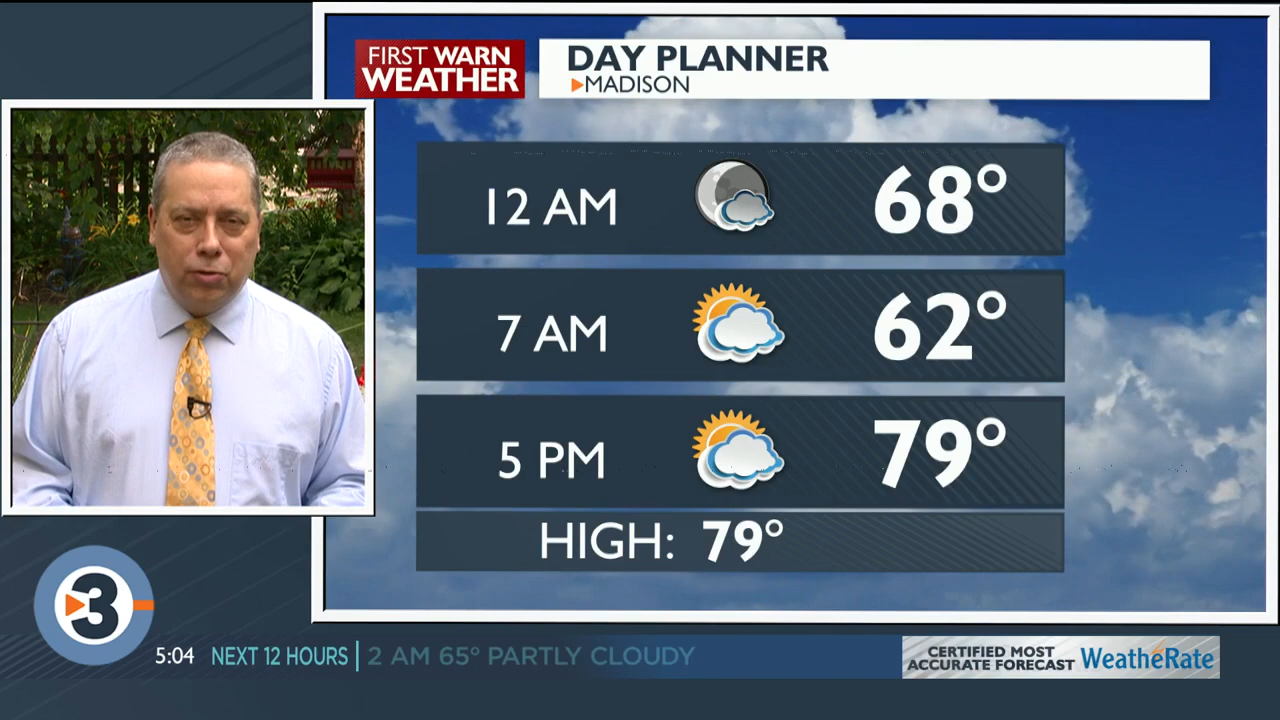 FIRST WARN
WEATHER
DAY PLANNER
MADISON
12 AM 68°
7 AM 62°
5 PM 79°
HIGH: 79°
3
5:04 NEXT 12 HOURS 2 AM 65° PARTLY CLOUDY
CERTIFIED MOST
ACCURATE FORECAST WeatheRate